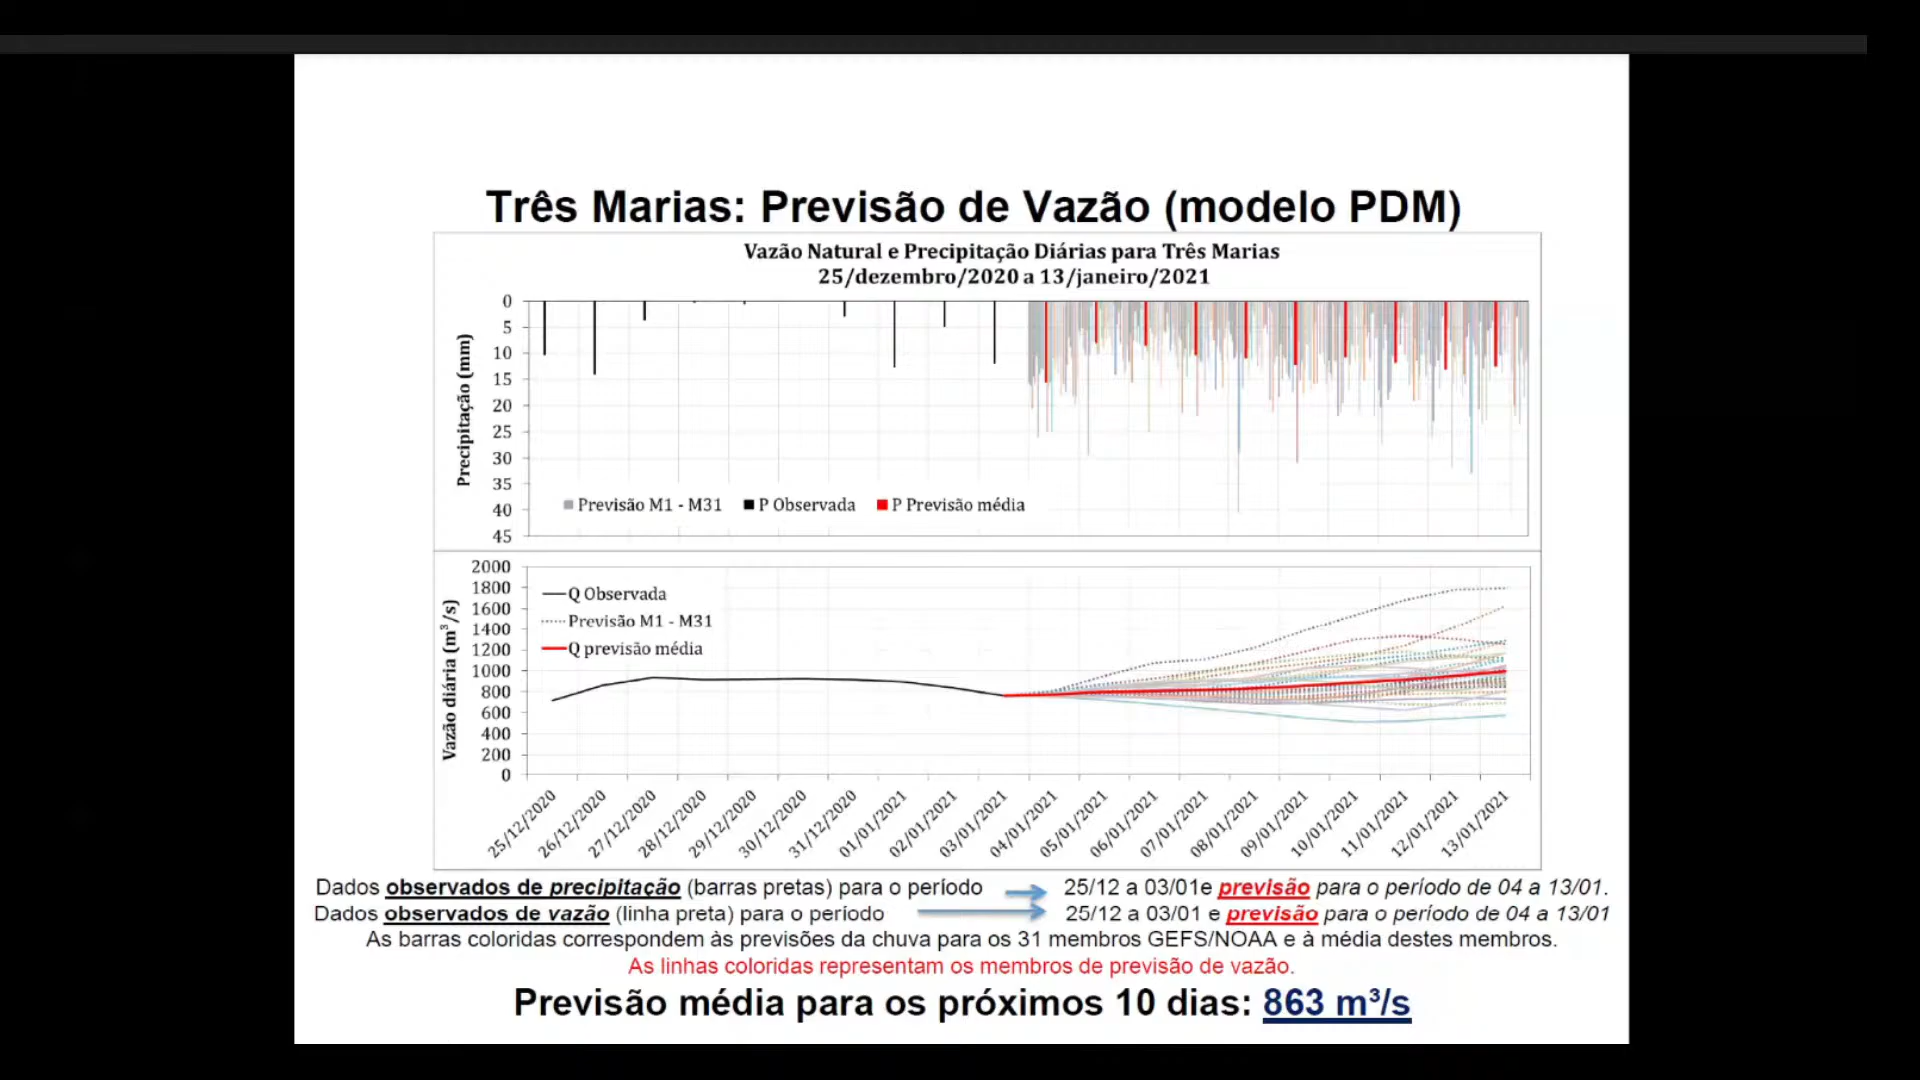 Três Marias: Previsão de Vazão (modelo PDM)
Vazão Natural e Precipitação Diárias para Três Marias
25/dezembro/2020 a 13/janeiro/2021
Precipitação (mm)
0
5
10
15
20
25
30
35
40
45
Previsão M1 - M31 P Observada P Previsão média
Vazão diária (m³/s)
2000
1800
1600
1400
1200
1000
800
600
400
200
0
Q Observada
Previsão M1 - M31
Q previsão média
25/12/2020
26/12/2020
27/12/2020
28/12/2020
29/12/2020
30/12/2020
31/12/2020
01/01/2021
02/01/2021
03/01/2021
04/01/2021
05/01/2021
06/01/2021
07/01/2021
08/01/2021
09/01/2021
10/01/2021
11/01/2021
12/01/2021
13/01/2021
Dados observados de precipitação (barras pretas) para o período 25/12 a 03/01e previsão para o período de 04 a 13/01.
Dados observados de vazão (linha preta) para o período 25/12 a 03/01 e previsão para o período de 04 a 13/01
As barras coloridas correspondem às previsões da chuva para os 31 membros GEFS/NOAA e à média destes membros.
As linhas coloridas representam os membros de previsão de vazão.
Previsão média para os próximos 10 dias: 863 m³/s